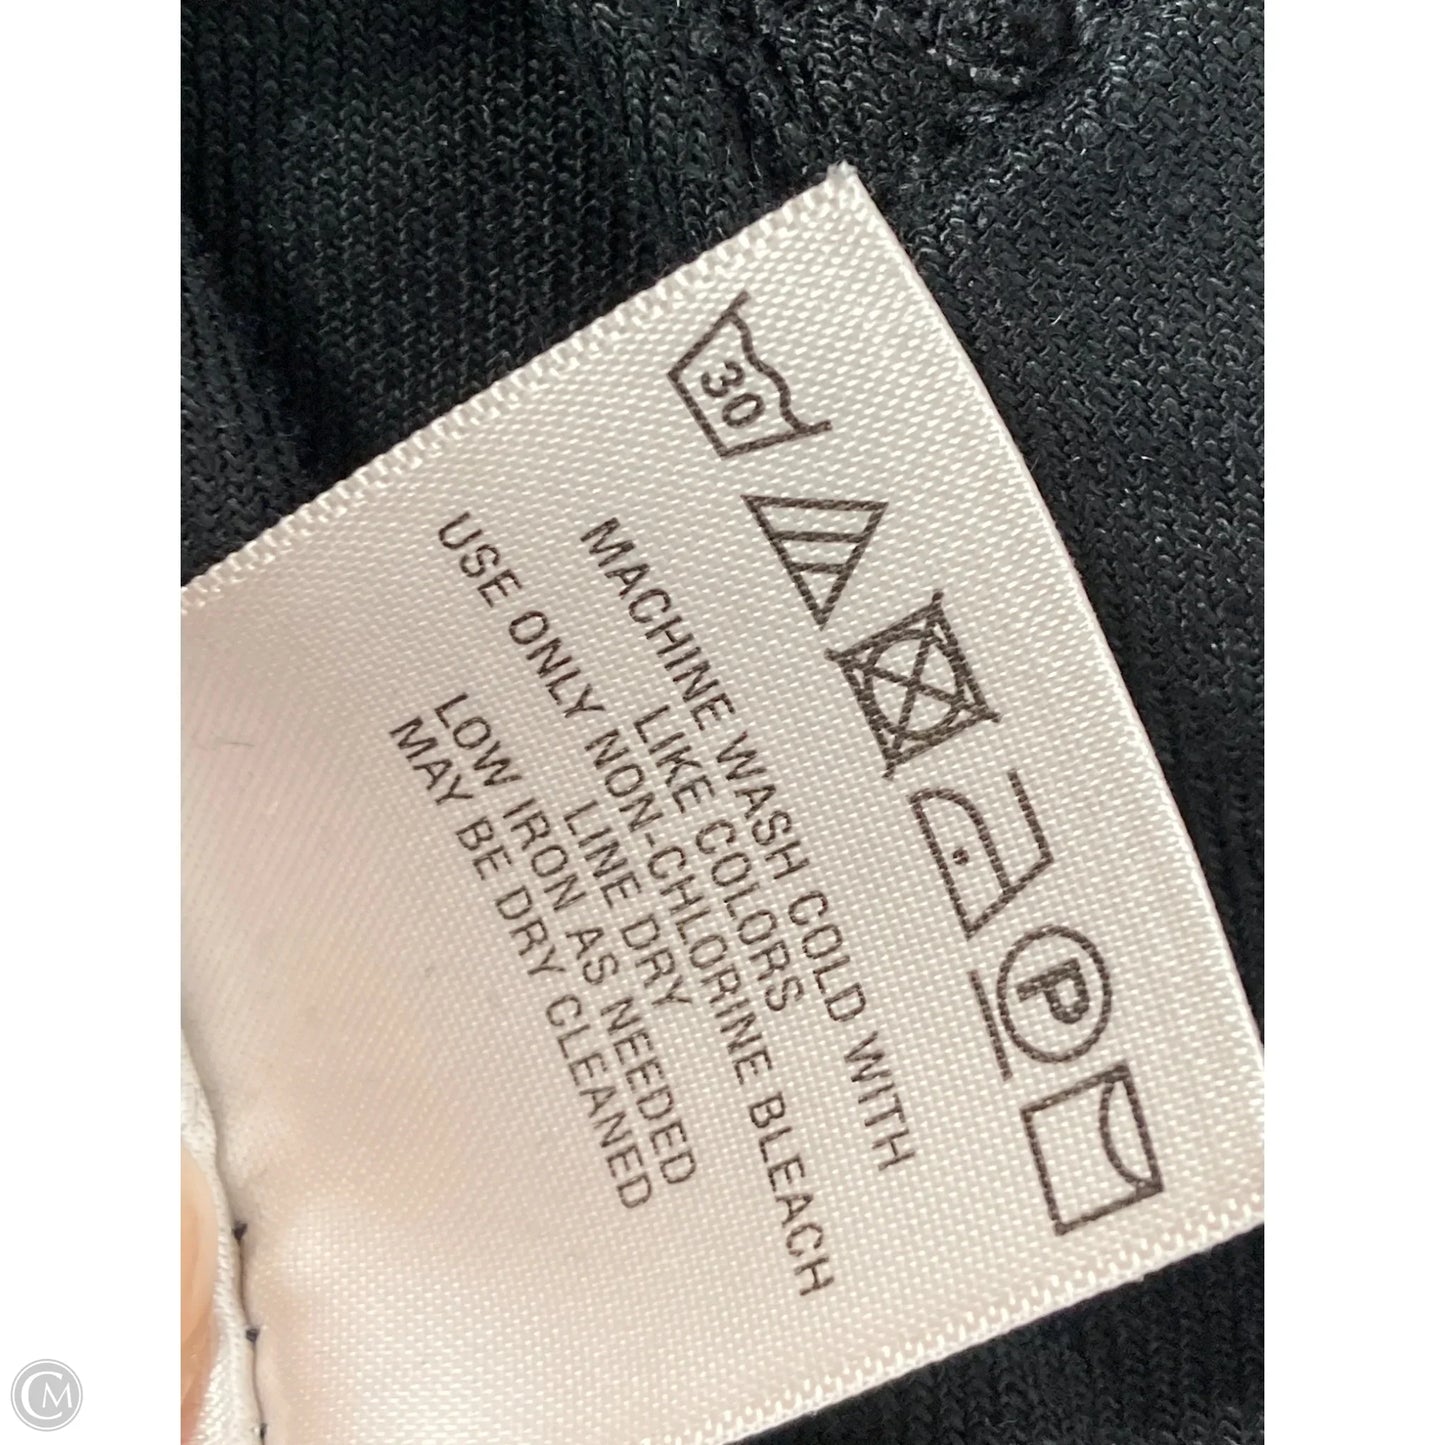 30
P
MACHINE WASH COLD WITH
LIKE COLORS
USE ONLY NON-CHLORINE BLEACH
LINE DRY
LOW IRON AS NEEDED
MAY BE DRY CLEANED
CM